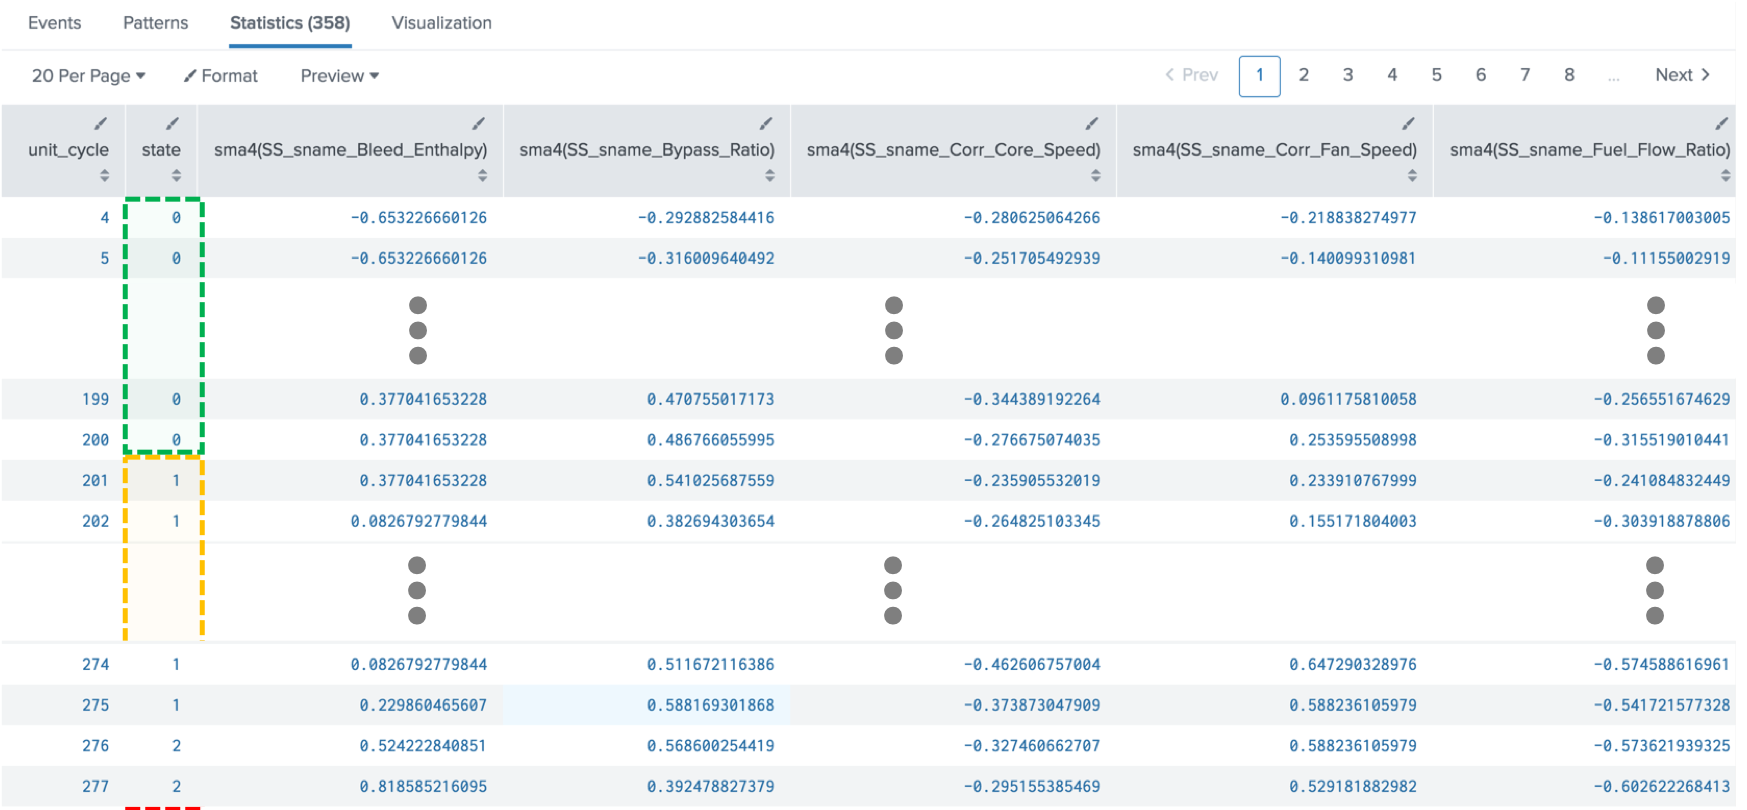 Events Patterns Statistics (358) Visualization
20 Per Page Format Preview Prev 1 2 3 4 5 6 7 8 ... Next
unit_cycle state sma4(SS_sname_Bleed_Enthalpy) sma4(SS_sname_Bypass_Ratio) sma4(SS_sname_Corr_Core_Speed) sma4(SS_sname_Corr_Fan_Speed) sma4(SS_sname_Fuel_Flow_Ratio)
4 0 -0.653226660126 -0.292882584416 -0.280625064266 -0.218838274977 -0.138617003005
5 0 -0.653226660126 -0.316009640492 -0.251705492939 -0.140099310981 -0.11155002919
199 0 0.377041653228 0.470755017173 -0.344389192264 0.0961175810058 -0.256551674629
200 0 0.377041653228 0.486766055995 -0.276675074035 0.253595508998 -0.315519010441
201 1 0.377041653228 0.541025687559 -0.235905532019 0.233910767999 -0.241084832449
202 1 0.0826792779844 0.382694303654 -0.264825103345 0.155171804003 -0.303918878806
274 1 0.0826792779844 0.511672116386 -0.462606757004 0.647290328976 -0.574588616961
275 1 0.229860465607 0.588169301868 -0.373873047909 0.588236105979 -0.541721577328
276 2 0.524222840851 0.568600254419 -0.327460662707 0.588236105979 -0.573621939325
277 2 0.818585216095 0.392478827379 -0.295155385469 0.529181882982 -0.602622268413